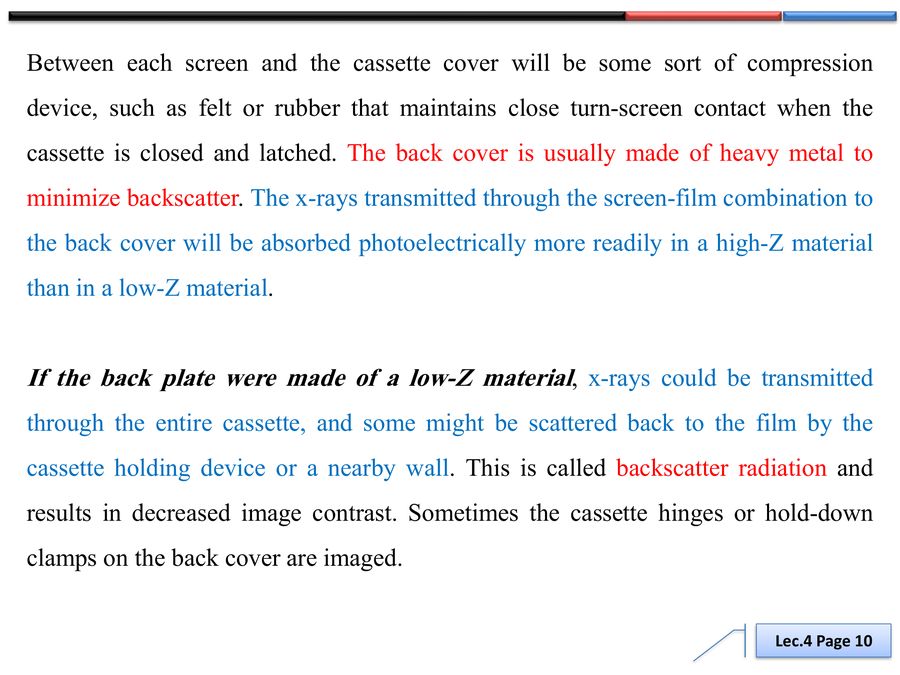 Between each screen and the cassette cover will be some sort of compression
device, such as felt or rubber that maintains close turn-screen contact when the
cassette is closed and latched. The back cover is usually made of heavy metal to
minimize backscatter. The x-rays transmitted through the screen-film combination to
the back cover will be absorbed photoelectrically more readily in a high-Z material
than in a low-Z material.
If the back plate were made of a low-Z material, x-rays could be transmitted
through the entire cassette, and some might be scattered back to the film by the
cassette holding device or a nearby wall. This is called backscatter radiation and
results in decreased image contrast. Sometimes the cassette hinges or hold-down
clamps on the back cover are imaged.
Lec.4 Page 10